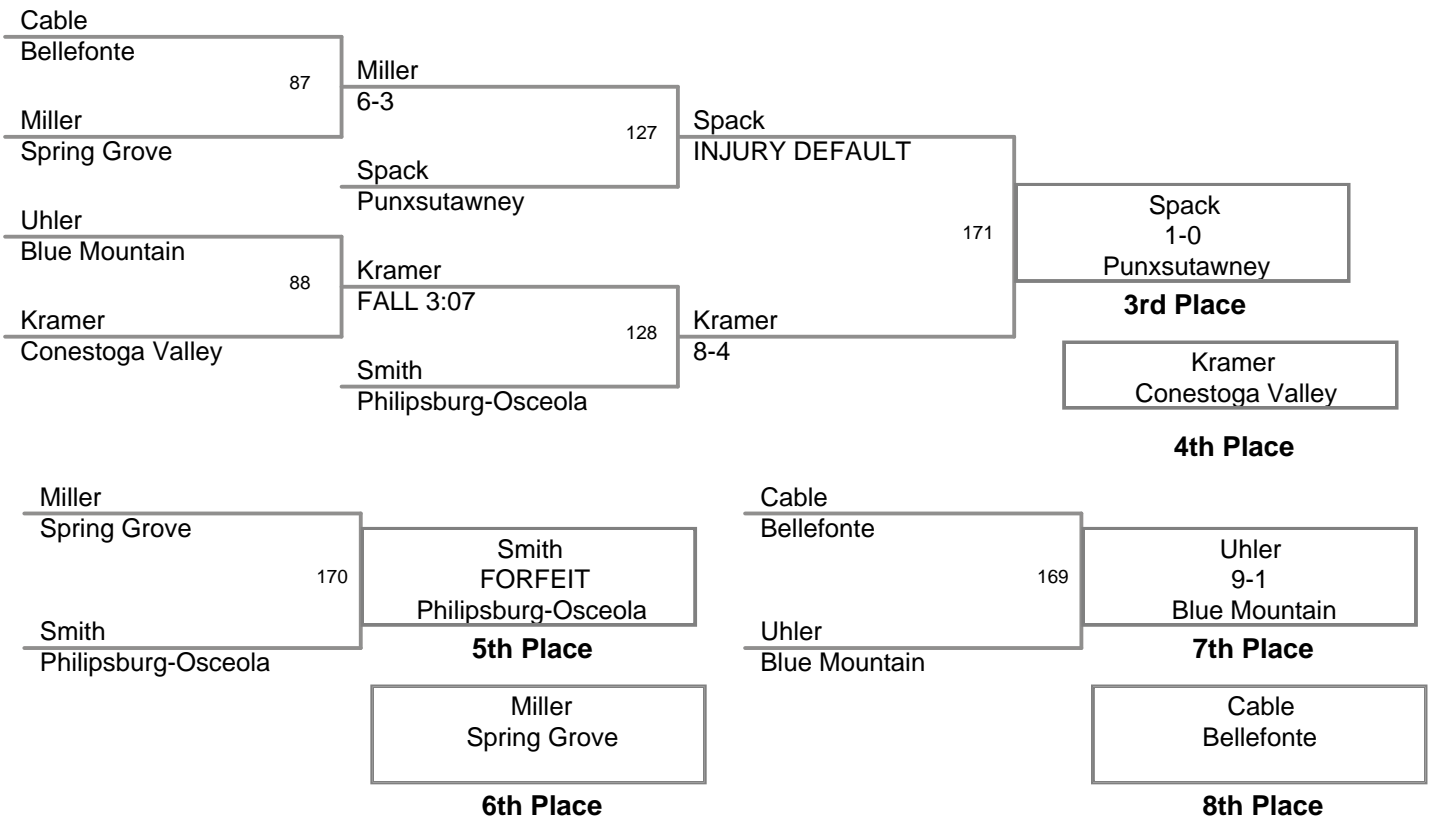 Cable
Bellefonte
87
Miller
6-3
Miller
Spring Grove
127
Spack
INJURY DEFAULT
Spack
Punxsutawney
Uhler
Blue Mountain
171
Spack
1-0
Punxsutawney
3rd Place
88
Kramer
FALL 3:07
Kramer
Conestoga Valley
128
Kramer
8-4
Smith
Philipsburg-Osceola
Kramer
Conestoga Valley
4th Place
Miller
Spring Grove
170
Smith
FORFEIT
Philipsburg-Osceola
Smith
Philipsburg-Osceola
5th Place
Miller
Spring Grove
6th Place
Cable
Bellefonte
169
Uhler
9-1
Blue Mountain
Uhler
Blue Mountain
7th Place
Cable
Bellefonte
8th Place